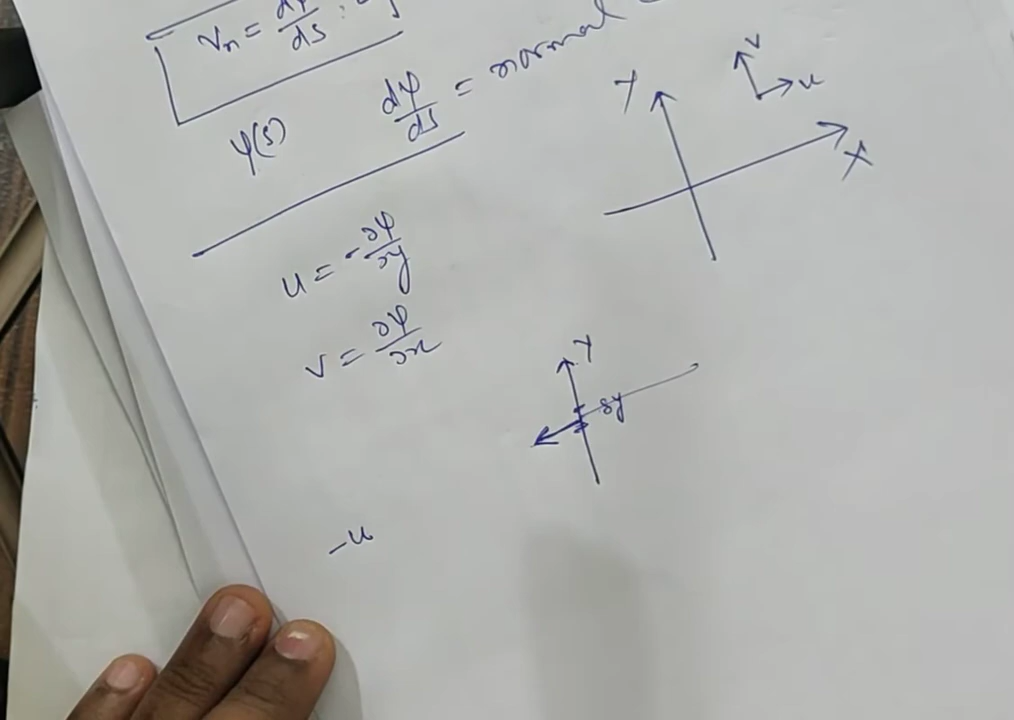 Vn = dψ/ds :
ψ(s) dψ/ds = normal
Y
v
u
X
u = -∂ψ/∂y
v = ∂ψ/∂x
Y
δy
-u